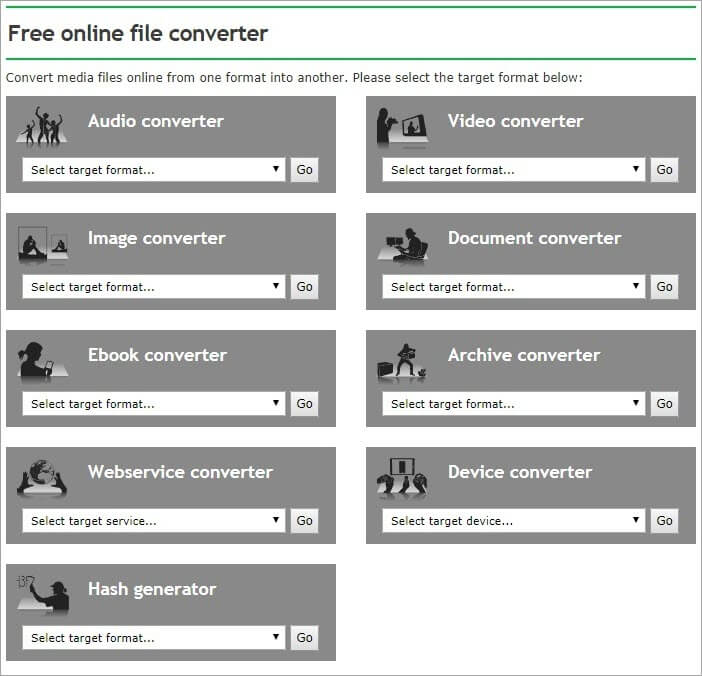 Free online file converter
Convert media files online from one format into another. Please select the target format below:
Audio converter
Select target format...
Go
Video converter
Select target format...
Go
Image converter
Select target format...
Go
Document converter
Select target format...
Go
Ebook converter
Select target format...
Go
Archive converter
Select target format...
Go
Webservice converter
Select target service...
Go
Device converter
Select target device...
Go
Hash generator
Select target format...
Go